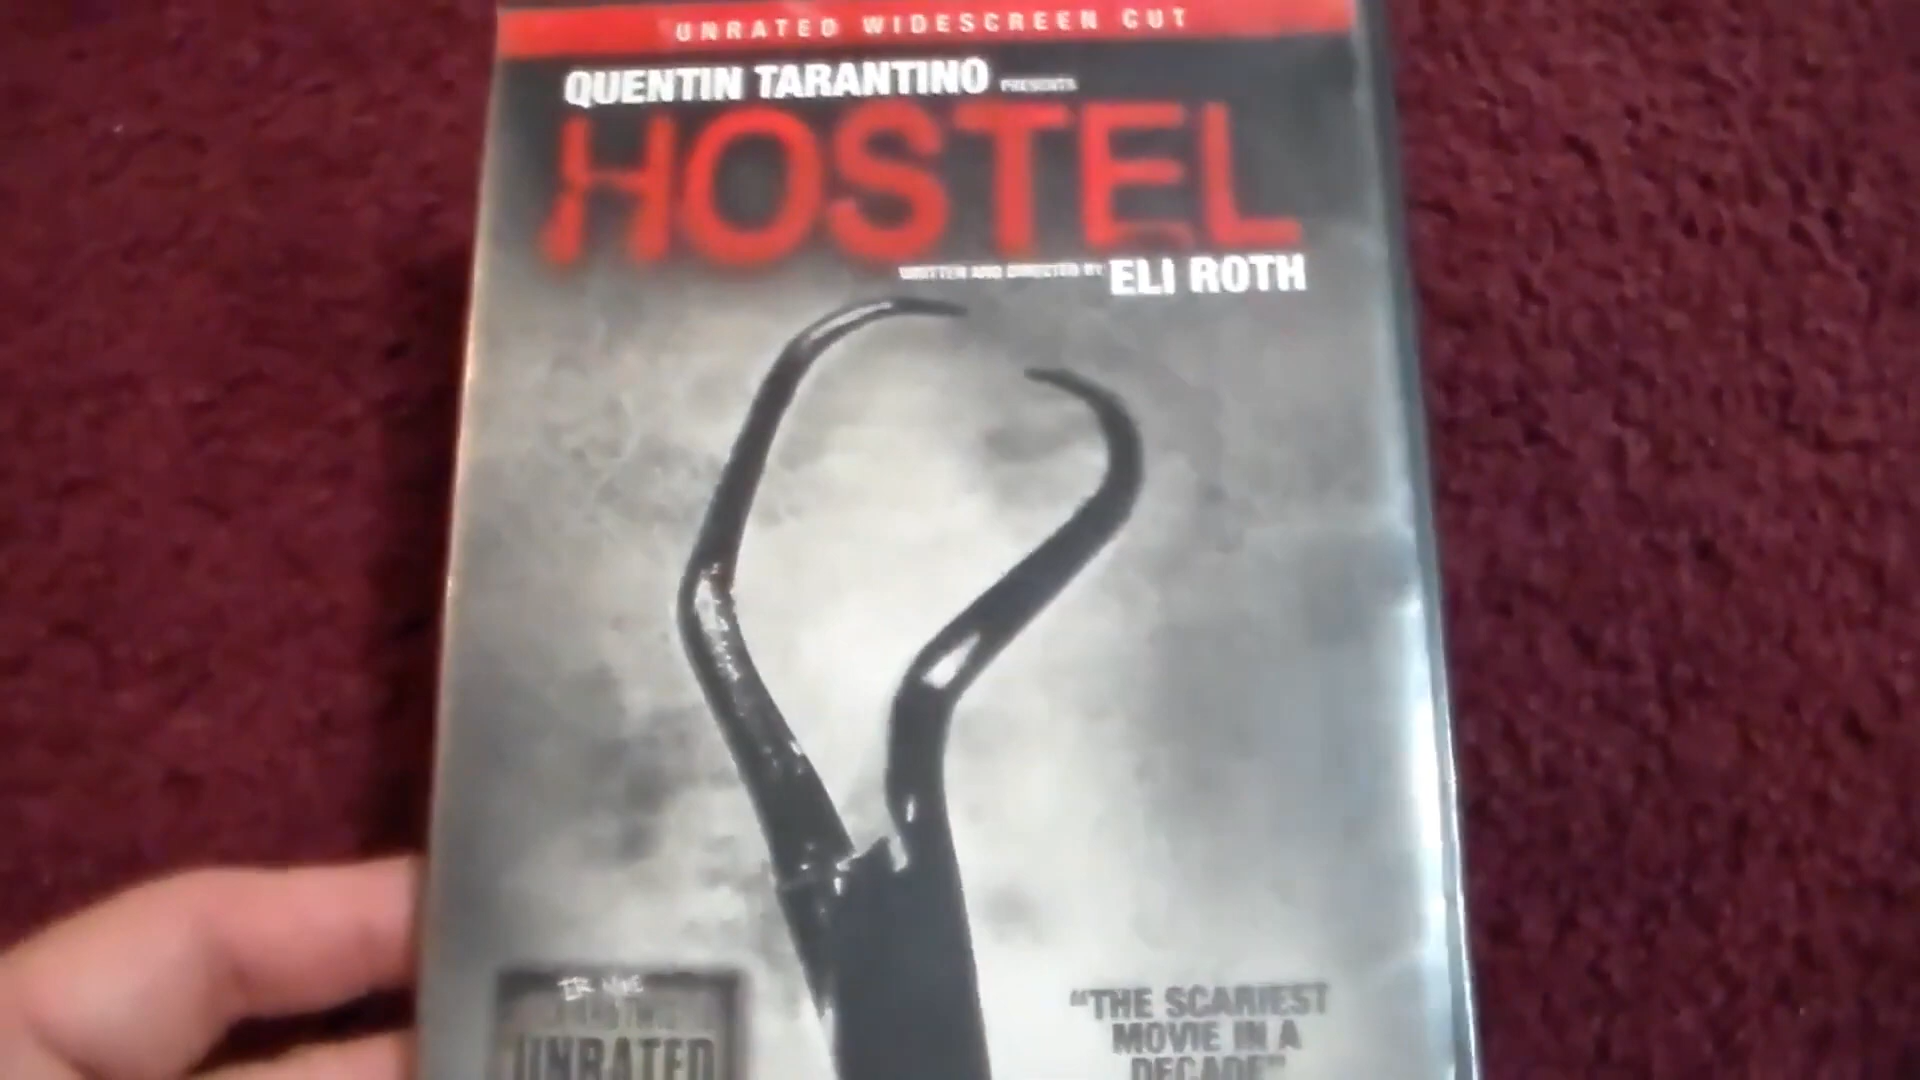 UNRATED WIDESCREEN CUT
QUENTIN TARANTINO PRESENTS
HOSTEL
WRITTEN AND DIRECTED BY ELI ROTH
UNRATED
"THE SCARIEST
MOVIE IN A
DECADE"